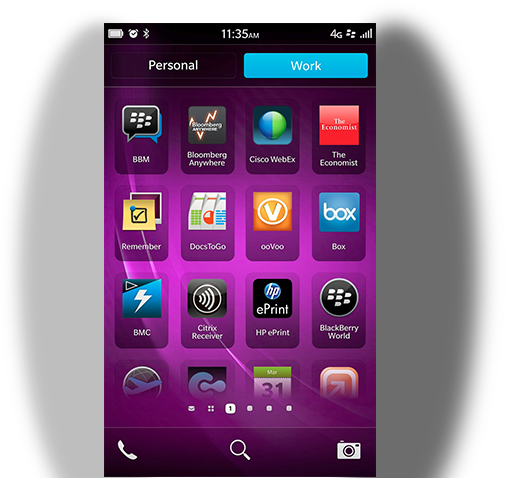 11:35AM 4G
Personal Work
The
Economist
Bloomberg
ANYWHERE
BBM
Bloomberg
Anywhere
Cisco WebEx
The
Economist
box
Remember
DocsToGo
ooVoo
Box
hp
ePrint
BMC
Citrix
Receiver
HP ePrint
BlackBerry
World
Mar
31
1